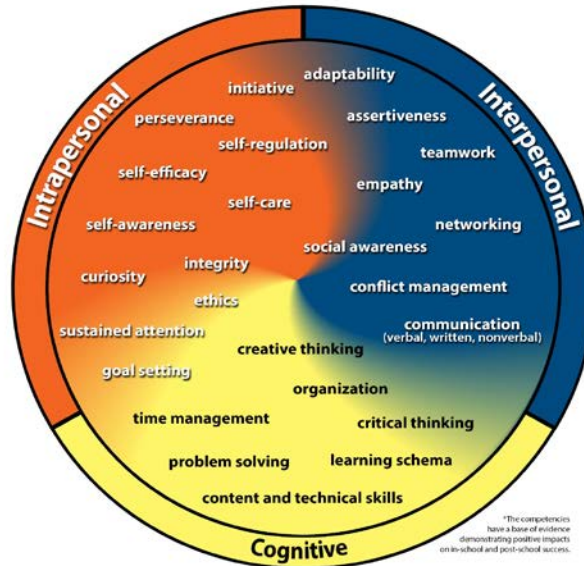 Intrapersonal
Interpersonal
Cognitive
adaptability
initiative
assertiveness
perseverance
self-regulation
teamwork
self-efficacy
empathy
self-care
self-awareness
networking
social awareness
integrity
curiosity
conflict management
ethics
sustained attention
communication
(verbal, written, nonverbal)
creative thinking
goal setting
organization
time management
critical thinking
problem solving
learning schema
content and technical skills
*The competencies
have a base of evidence
demonstrating positive impacts
on in-school and post-school success.